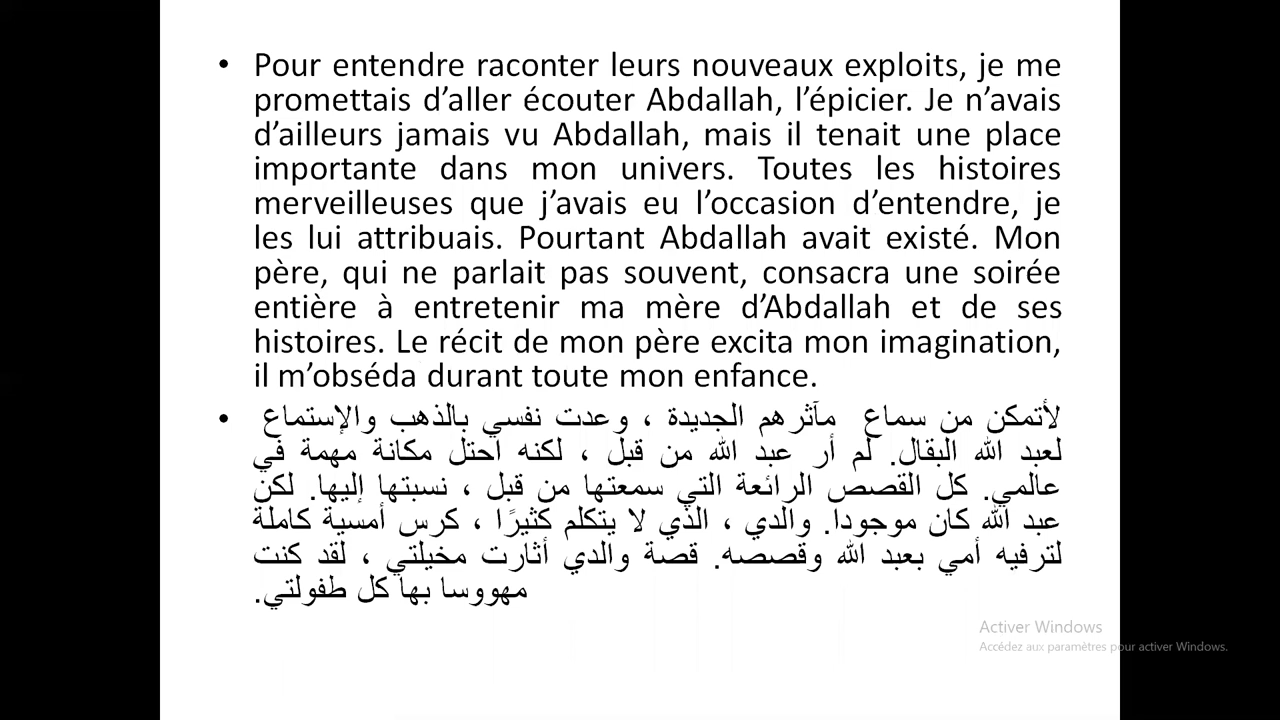 • Pour entendre raconter leurs nouveaux exploits, je me
promettais d’aller écouter Abdallah, l’épicier. Je n’avais
d’ailleurs jamais vu Abdallah, mais il tenait une place
importante dans mon univers. Toutes les histoires
merveilleuses que j’avais eu l’occasion d’entendre, je
les lui attribuais. Pourtant Abdallah avait existé. Mon
père, qui ne parlait pas souvent, consacra une soirée
entière à entretenir ma mère d’Abdallah et de ses
histoires. Le récit de mon père excita mon imagination,
il m’obséda durant toute mon enfance.
• لأتمكن من سماع مآثرهم الجديدة ، وعدت نفسي بالذهب والإستماع
لعبد الله البقال. لم أر عبد الله من قبل ، لكنه احتل مكانة مهمة في
عالمي. كل القصص الرائعة التي سمعتها من قبل ، نسبتها إليها. لكن
عبد الله كان موجودا. والدي ، الذي لا يتكلم كثيرًا ، كرس أمسية كاملة
لترفيه أمي بعبد الله وقصصه. قصة والدي أثارت مخيلتي ، لقد كنت
مهووسا بها كل طفولتي.
Activer Windows
Accédez aux paramètres pour activer Windows.